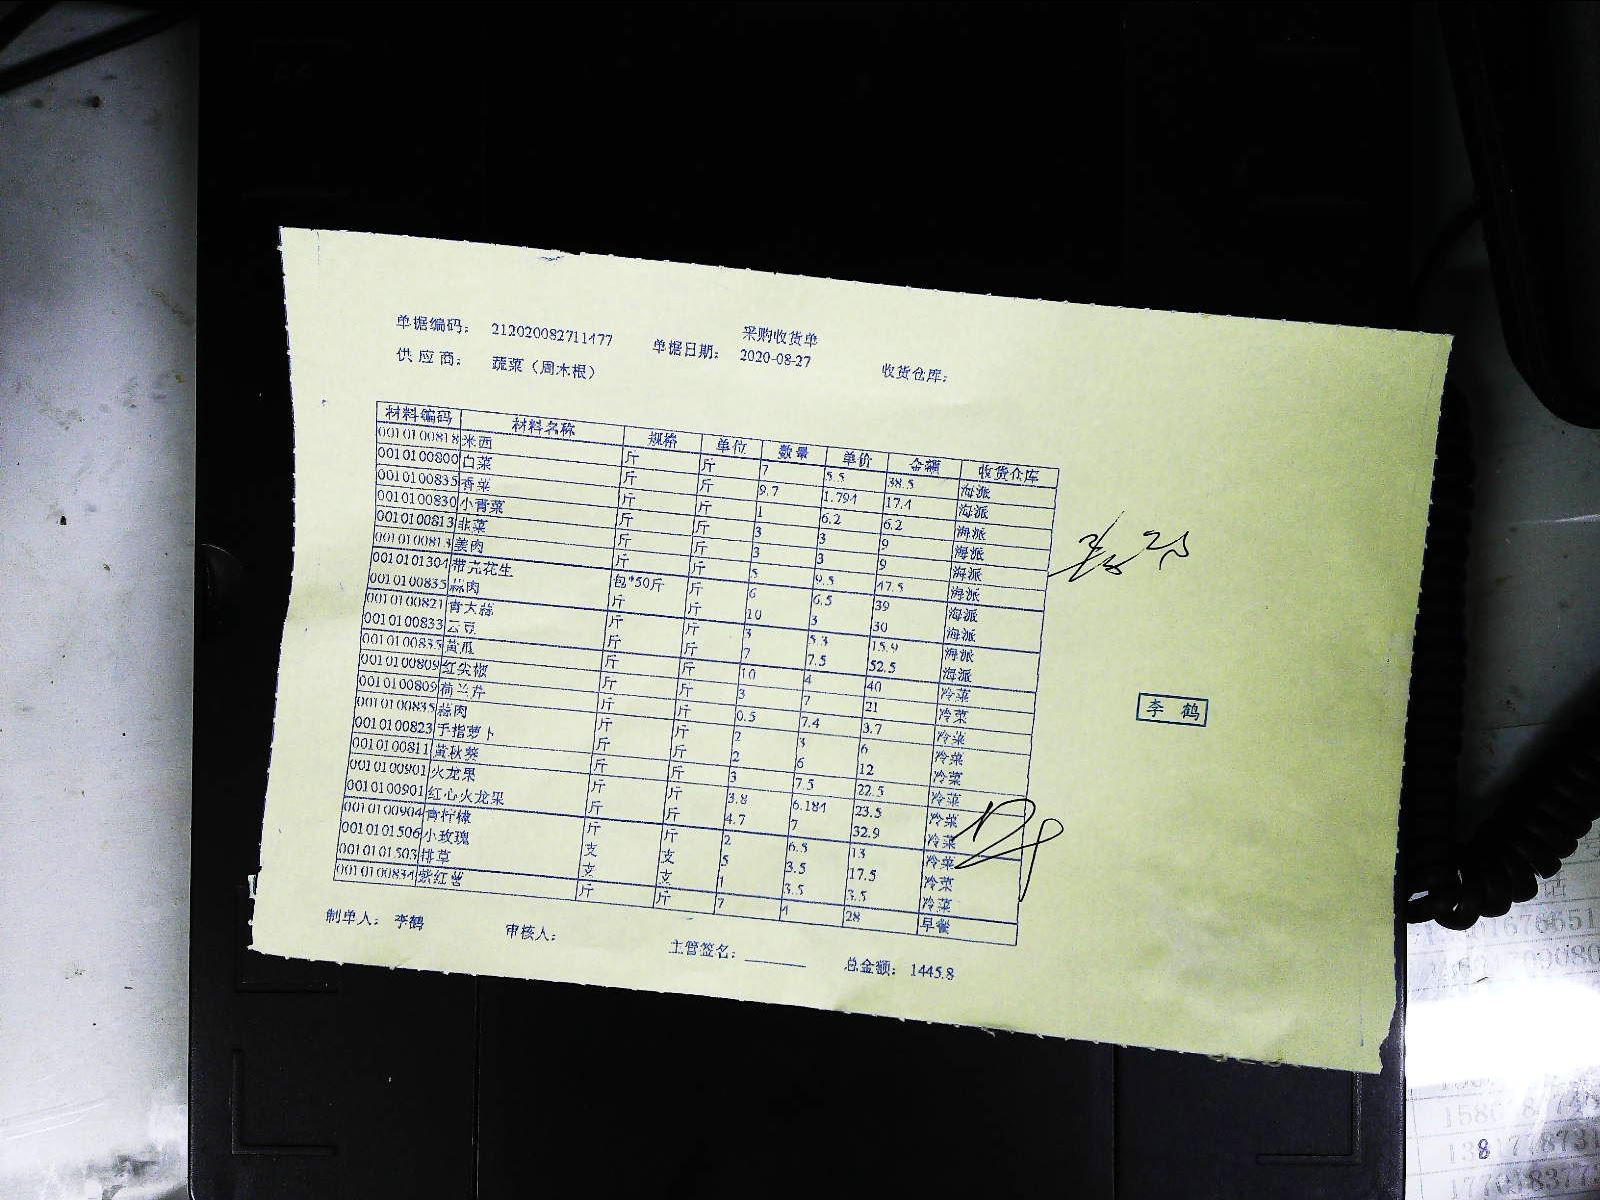 采购收货单
单据编码： 212020082711477 单据日期： 2020-08-27 收货仓库：
供 应 商： 蔬菜（周木根）
材料编码 材料名称 规格 单位 数量 单价 金额 收货仓库
0010100818 米西 斤 斤 7 5.5 38.5 海派
0010100800 白菜 斤 斤 9.7 1.794 17.4 海派
0010100835 香菜 斤 斤 1 6.2 6.2 海派
0010100830 小青菜 斤 斤 3 3 9 海派
0010100813 韭菜 斤 斤 3 3 9 海派
0010100813 姜肉 斤 斤 5 9.5 47.5 海派
0010101304 带壳花生 包*50斤 斤 6 6.5 39 海派
0010100835 蒜肉 斤 斤 10 3 30 海派
0010100821 青大蒜 斤 斤 3 5.3 15.9 海派
0010100833 云豆 斤 斤 7 7.5 52.5 海派
0010100835 黄瓜 斤 斤 10 4 40 冷菜
0010100809 红尖椒 斤 斤 3 7 21 冷菜
0010100809 荷兰芹 斤 斤 0.5 7.4 3.7 冷菜
0010100835 蒜肉 斤 斤 2 3 6 冷菜
0010100823 手指萝卜 斤 斤 2 6 12 冷菜
0010100811 黄秋葵 斤 斤 3 7.5 22.5 冷菜
0010100901 火龙果 斤 斤 3.8 6.184 23.5 冷菜
0010100901 红心火龙果 斤 斤 4.7 7 32.9 冷菜
0010100904 青柠檬 斤 斤 2 6.5 13 冷菜
0010101506 小玫瑰 支 支 5 3.5 17.5 冷菜
0010101503 排草 支 支 1 3.5 3.5 冷菜
0010100834 紫红薯 斤 斤 7 4 28 早餐
李 鹤
制单人： 李鹤 审核人： 主管签名： 总金额： 1445.8